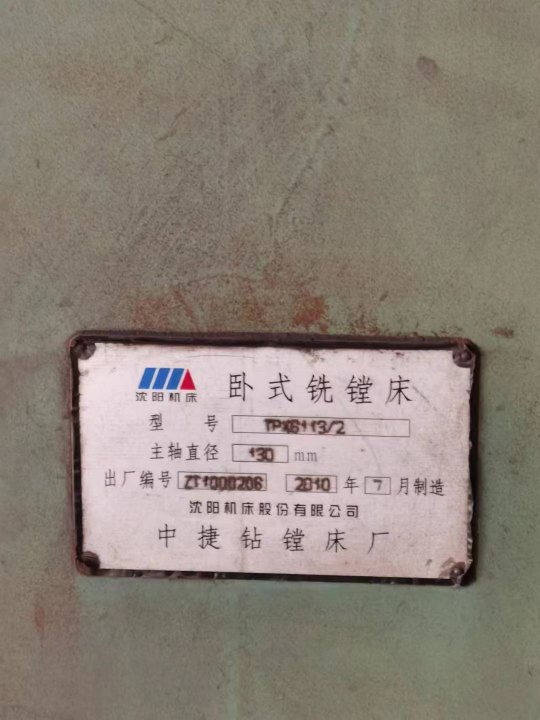 沈阳机床 卧式铣镗床
型 号 TPX6113/2
主轴直径 130 mm
出厂编号 ZT1000206 2010 年 7 月制造
沈阳机床股份有限公司
中捷钻镗床厂